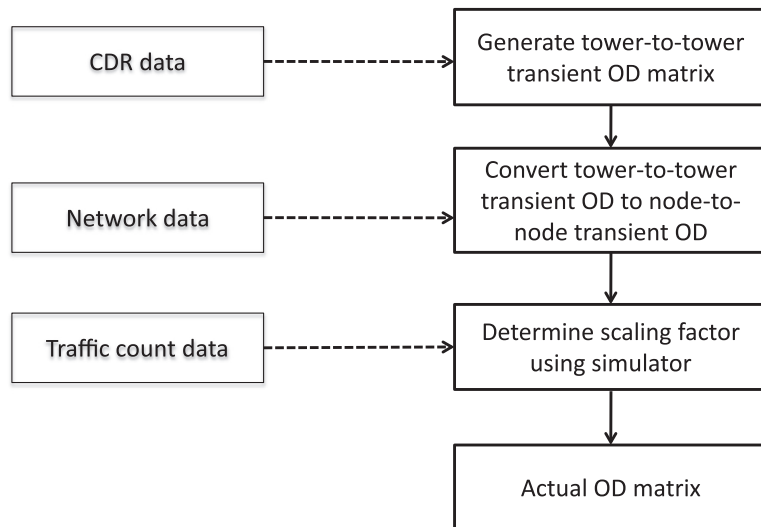 CDR data
Generate tower-to-tower
transient OD matrix
Network data
Convert tower-to-tower
transient OD to node-to-
node transient OD
Traffic count data
Determine scaling factor
using simulator
Actual OD matrix